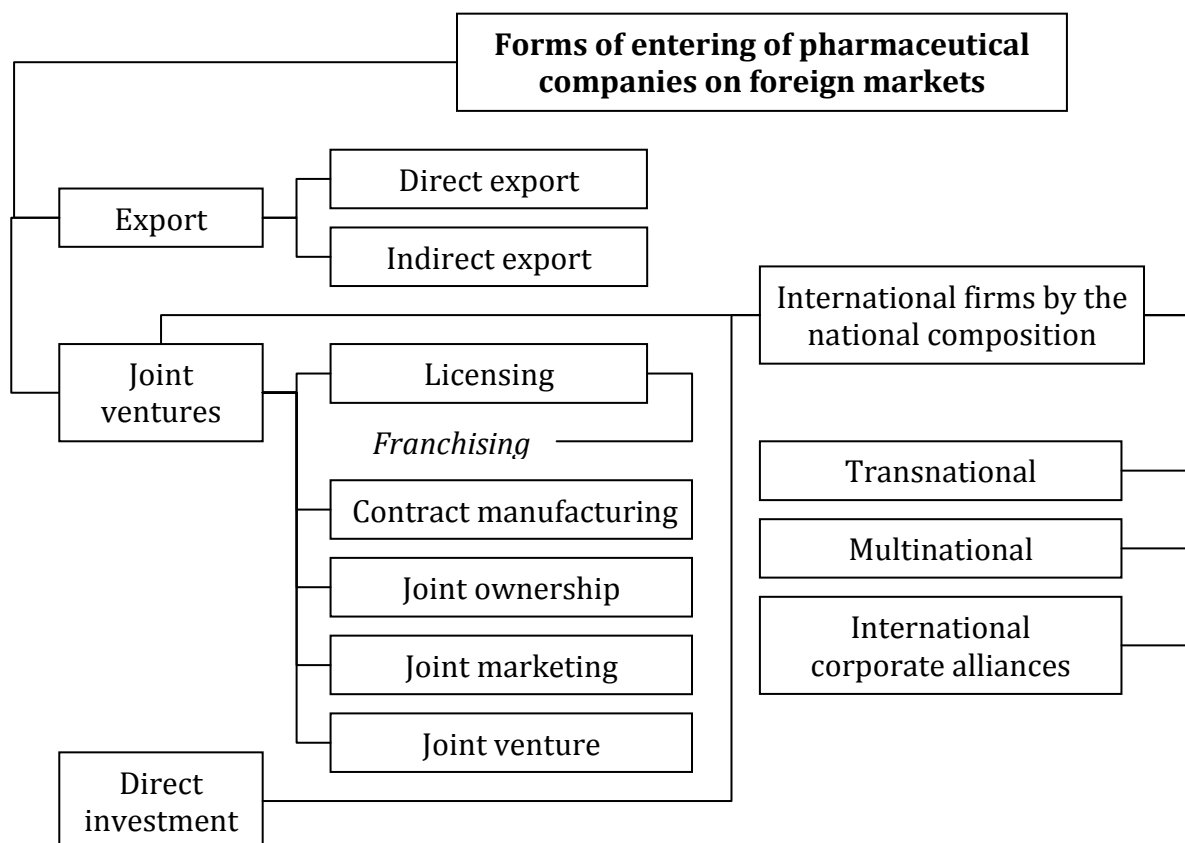 Forms of entering of pharmaceutical
companies on foreign markets
Export
Direct export
Indirect export
Joint
ventures
Licensing
Franchising
Contract manufacturing
Joint ownership
Joint marketing
Joint venture
Direct
investment
International firms by the
national composition
Transnational
Multinational
International
corporate alliances